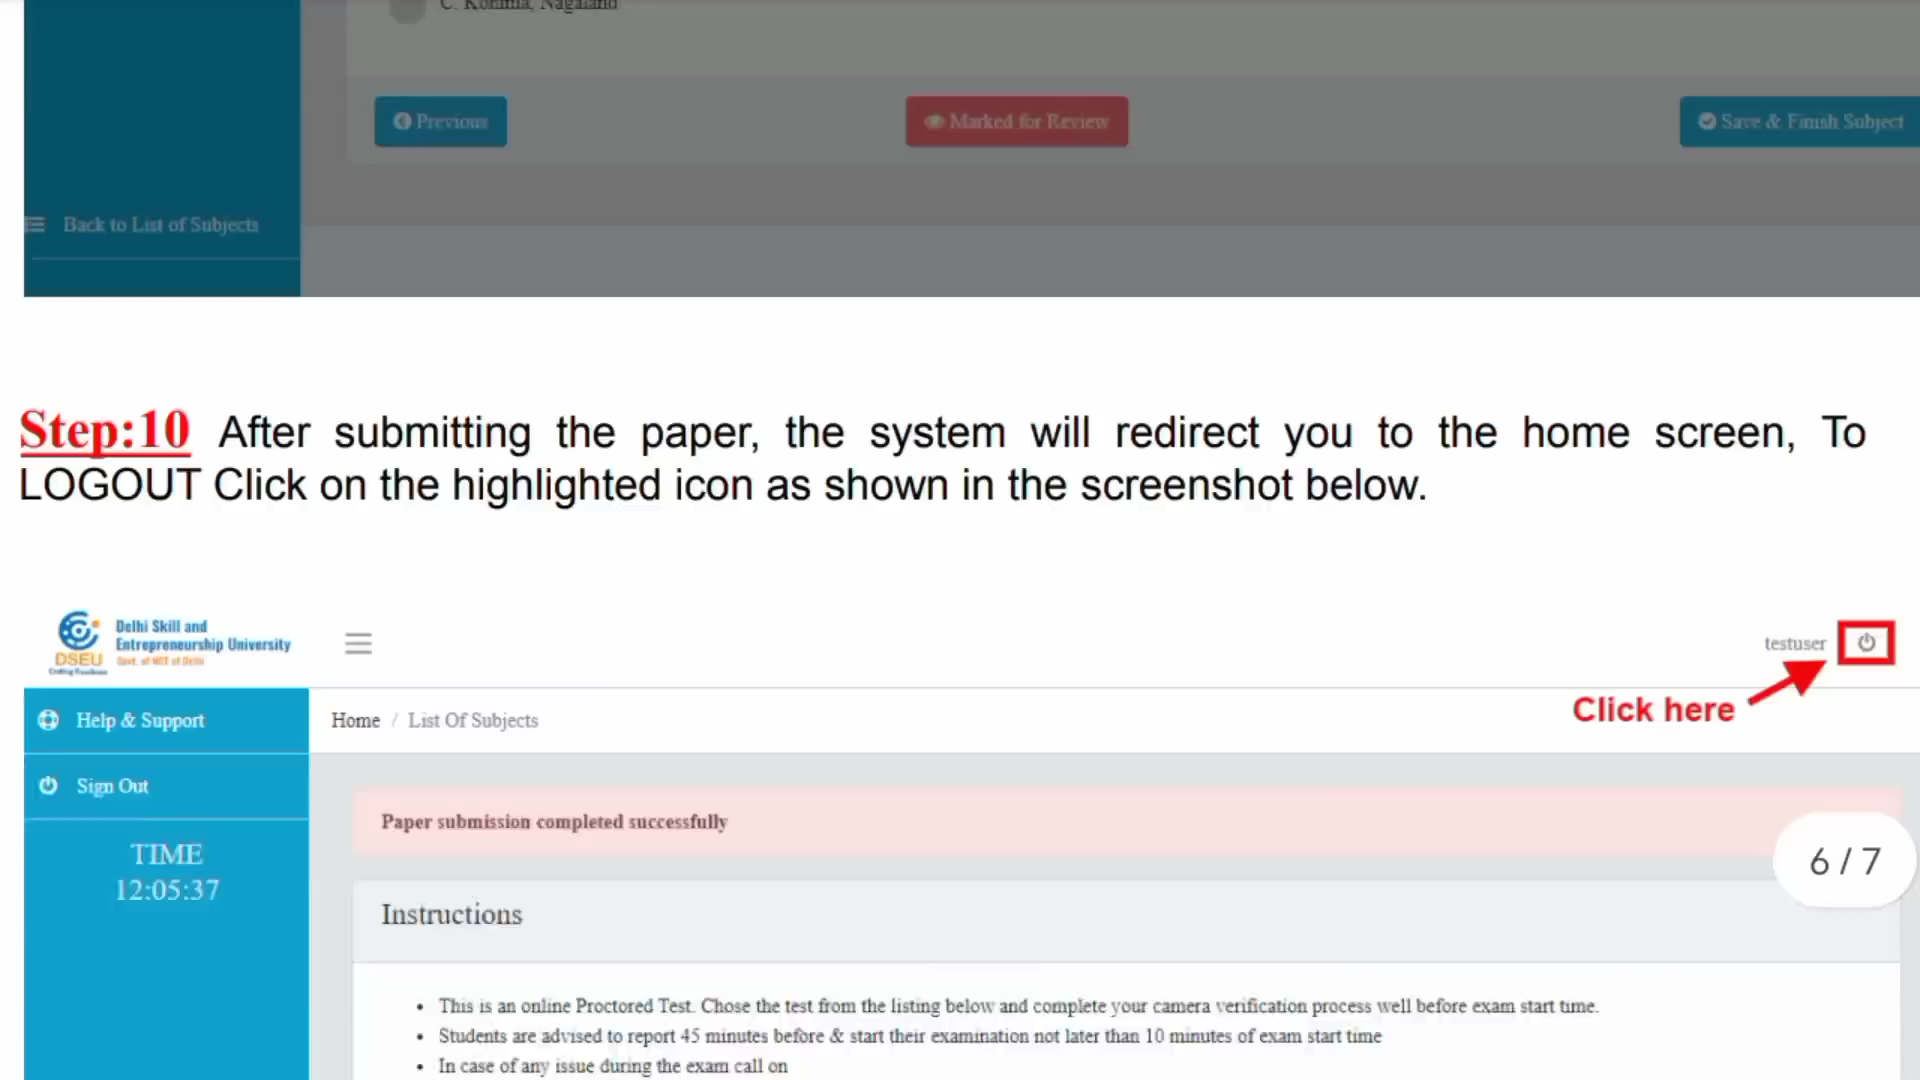 C. Kohima, Nagaland
Previous
Marked for Review
Save & Finish Subject
Back to List of Subjects
Step:10 After submitting the paper, the system will redirect you to the home screen, To
LOGOUT Click on the highlighted icon as shown in the screenshot below.
Delhi Skill and
Entrepreneurship University
Govt. of NCT of Delhi
DSEU
testuser
Click here
Help & Support
Home / List Of Subjects
Sign Out
Paper submission completed successfully
TIME
12:05:37
6 / 7
Instructions
• This is an online Proctored Test. Chose the test from the listing below and complete your camera verification process well before exam start time.
• Students are advised to report 45 minutes before & start their examination not later than 10 minutes of exam start time
• In case of any issue during the exam call on